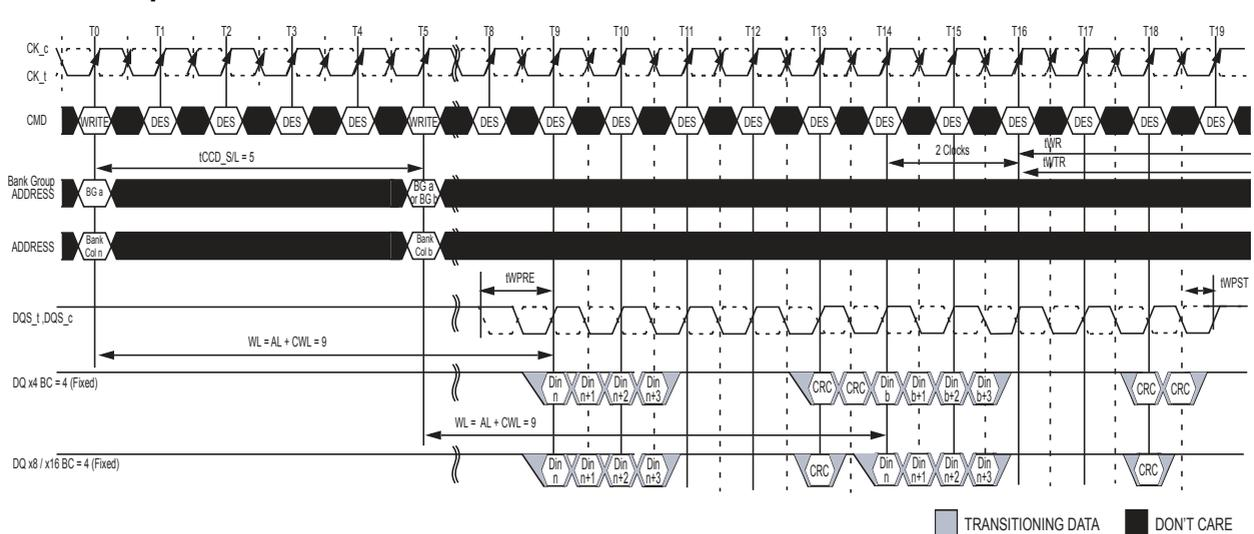 T0 T1 T2 T3 T4 T5 T8 T9 T10 T11 T12 T13 T14 T15 T16 T17 T18 T19
CK_c
CK_t
CMD WRITE DES DES DES DES WRITE DES DES DES DES DES DES DES DES DES DES DES DES
tCCD_S/L = 5
2 Clocks
tWR
tWTR
Bank Group
ADDRESS
BG a
BG a
or BG b
ADDRESS
Bank
Col n
Bank
Col b
tWPRE
tWPST
DQS_t ,DQS_c
WL = AL + CWL = 9
DQ x4 BC = 4 (Fixed)
Din Din Din Din CRC CRC Din Din Din Din CRC CRC
n n+1 n+2 n+3 b b+1 b+2 b+3
WL = AL + CWL = 9
DQ x8 / x16 BC = 4 (Fixed)
Din Din Din Din CRC Din Din Din Din CRC
n n+1 n+2 n+3 n n+1 n+2 n+3
TRANSITIONING DATA DON'T CARE